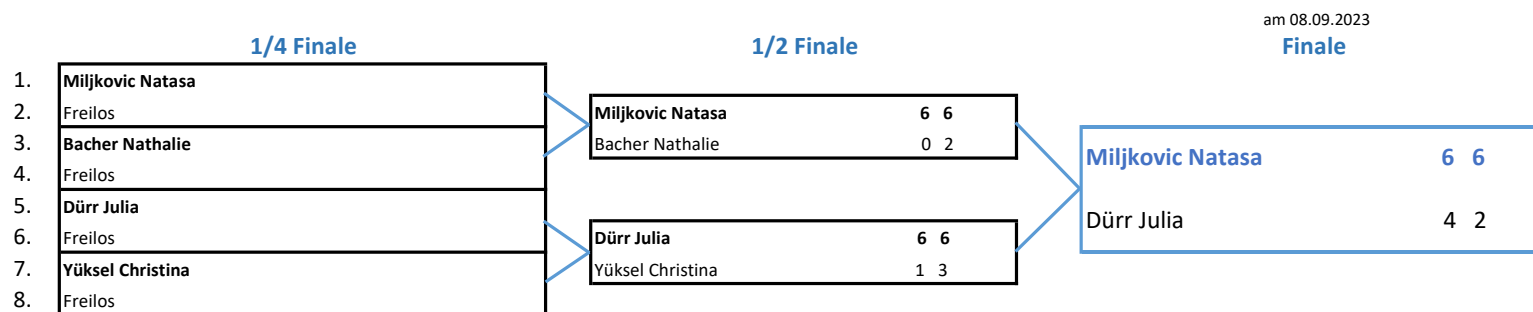 am 08.09.2023
1/4 Finale 1/2 Finale Finale
1. Miljkovic Natasa
2. Freilos
3. Bacher Nathalie
4. Freilos
5. Dürr Julia
6. Freilos
7. Yüksel Christina
8. Freilos
Miljkovic Natasa 6 6
Bacher Nathalie 0 2
Dürr Julia 6 6
Yüksel Christina 1 3
Miljkovic Natasa 6 6
Dürr Julia 4 2